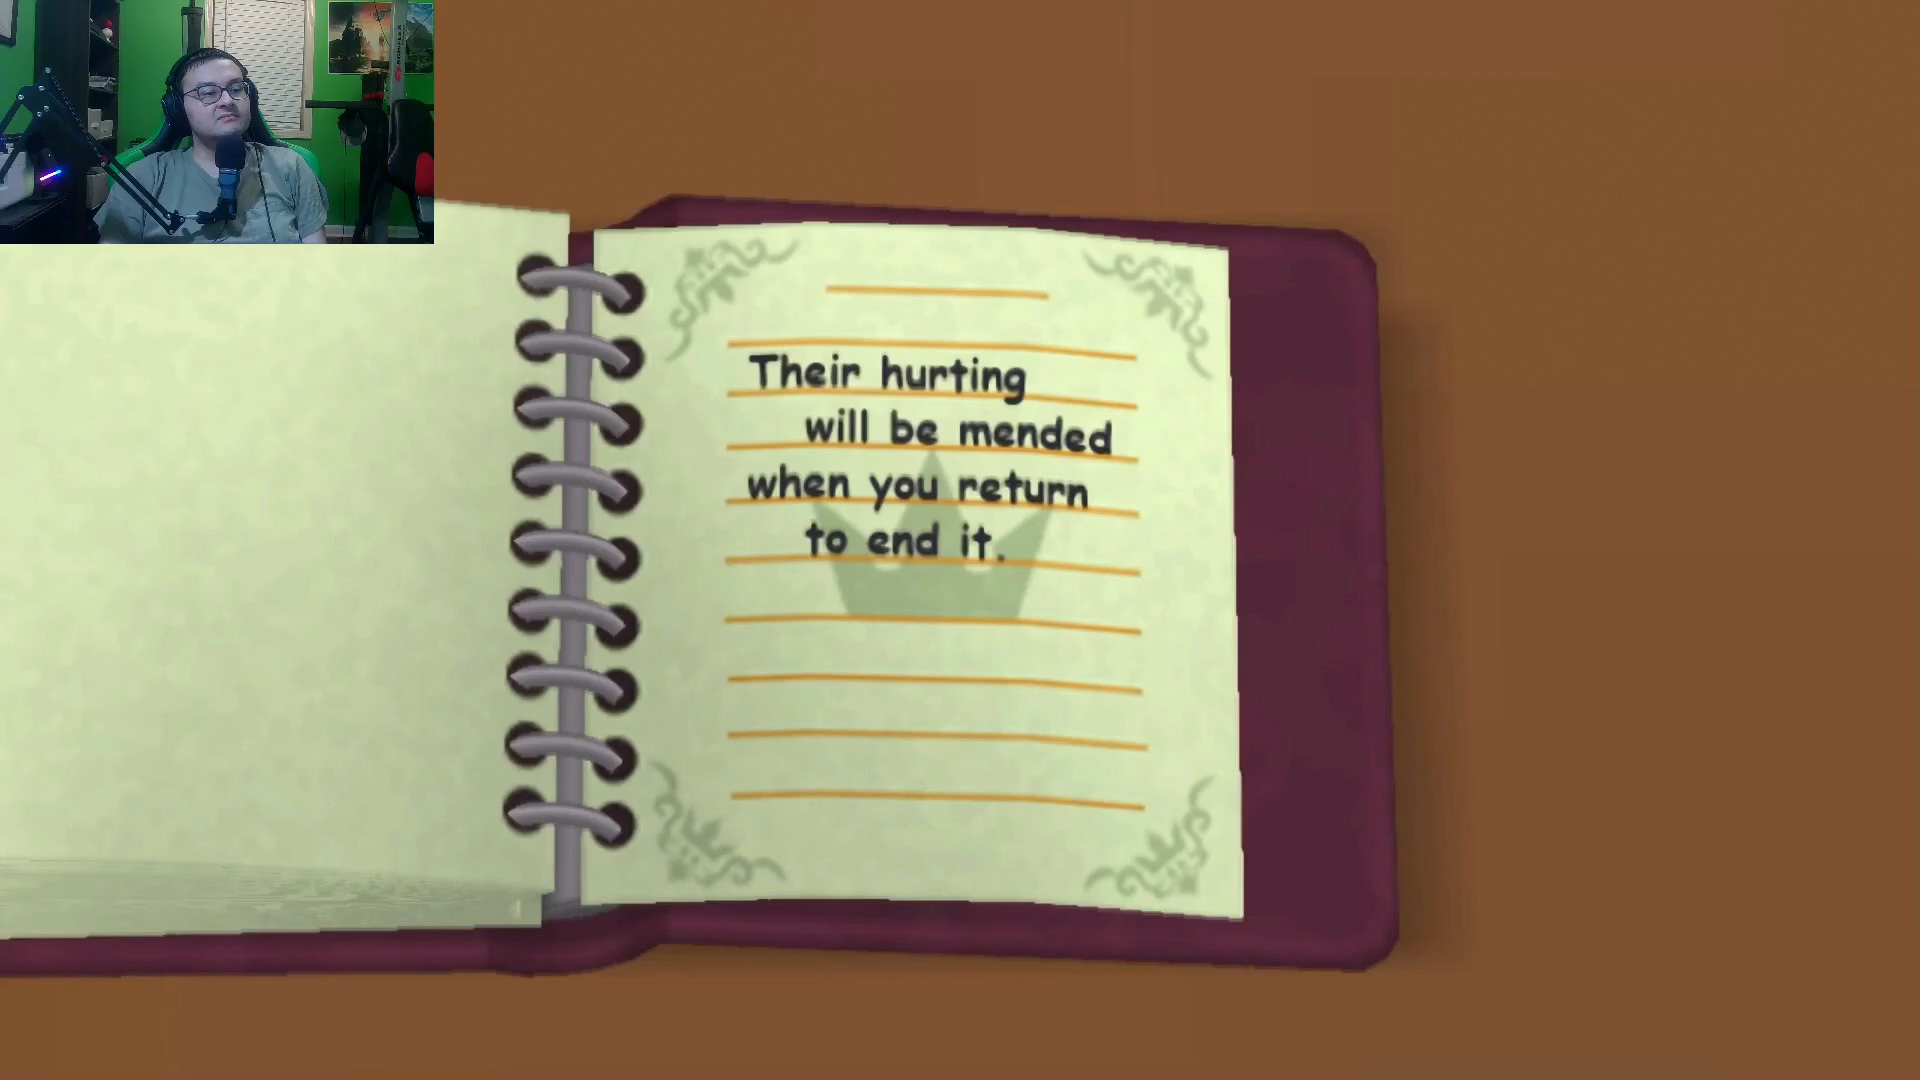 Their hurting
will be mended
when you return
to end it.